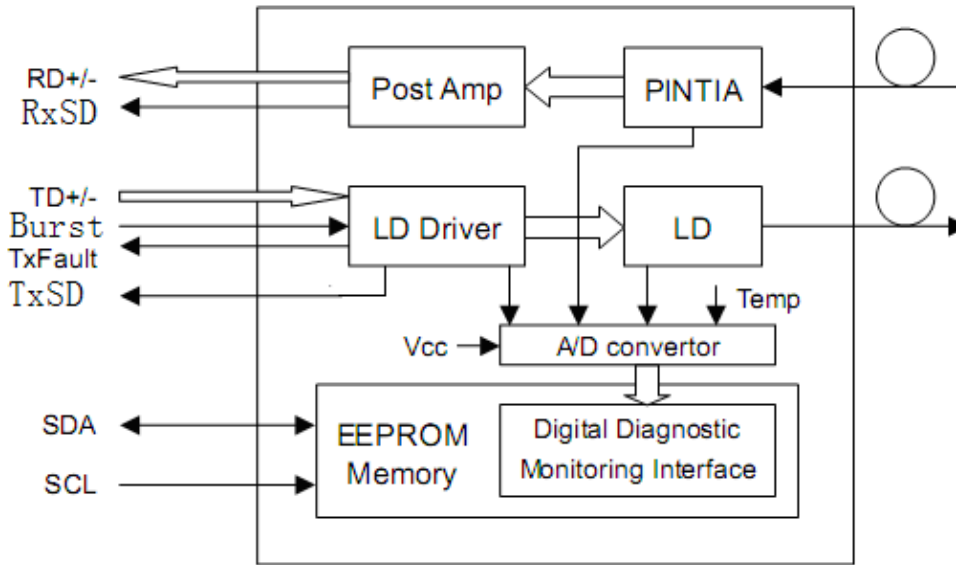 RD+/-
RxSD
Post Amp
PINTIA
TD+/-
Burst
TxFault
TxSD
LD Driver
LD
Temp
Vcc
A/D convertor
SDA
SCL
EEPROM
Memory
Digital Diagnostic
Monitoring Interface